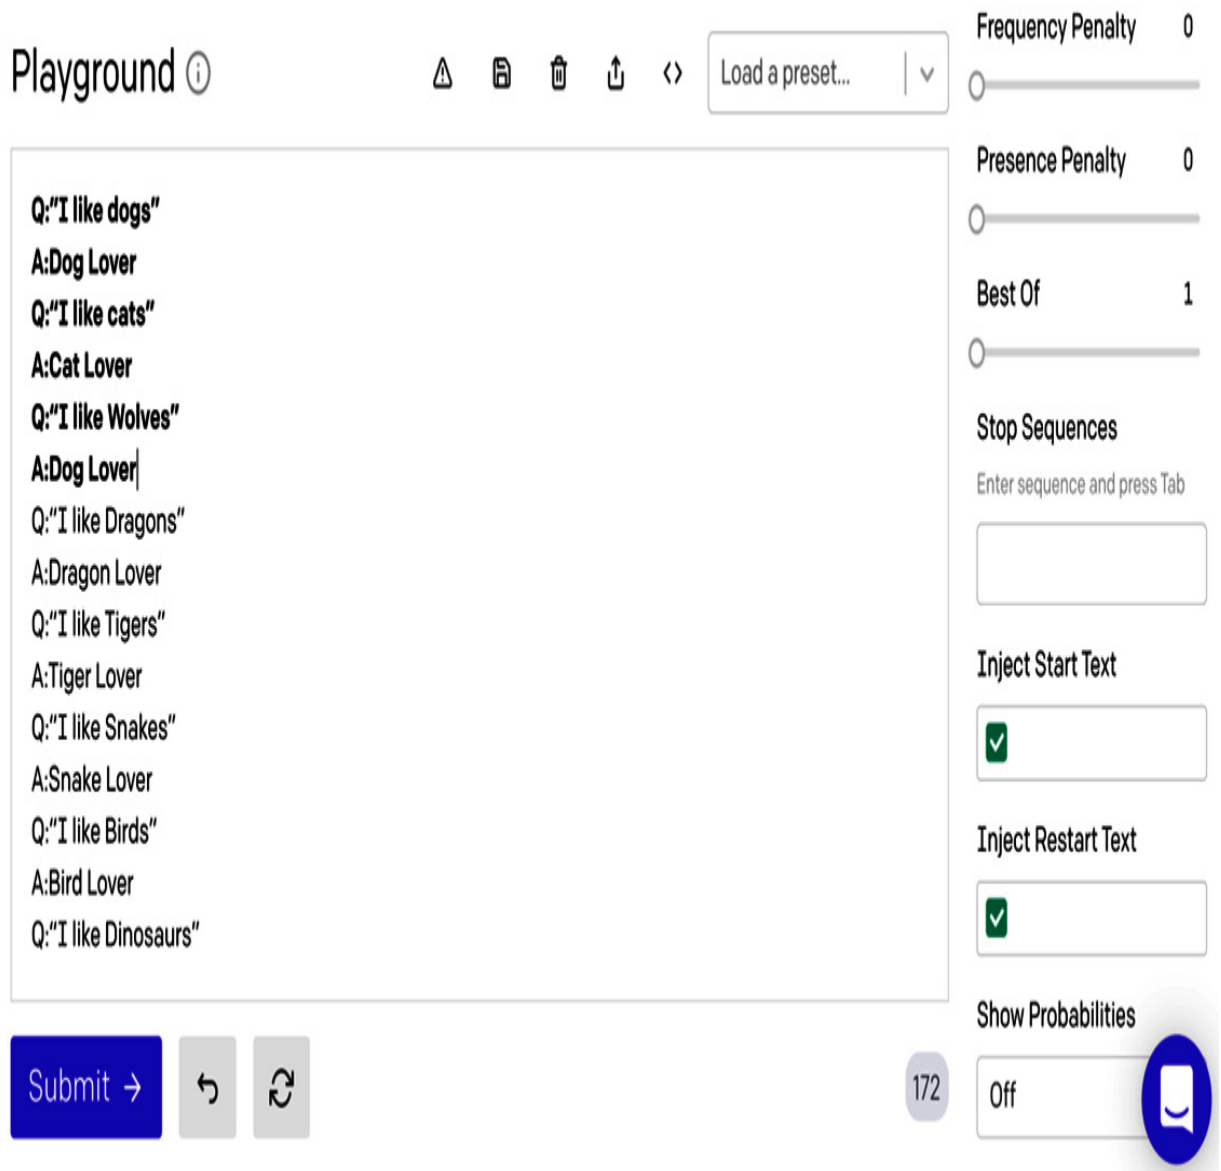 Playground
Load a preset...
Q:"I like dogs"
A:Dog Lover
Q:"I like cats"
A:Cat Lover
Q:"I like Wolves"
A:Dog Lover
Q:"I like Dragons"
A:Dragon Lover
Q:"I like Tigers"
A:Tiger Lover
Q:"I like Snakes"
A:Snake Lover
Q:"I like Birds"
A:Bird Lover
Q:"I like Dinosaurs"
Submit →
172
Frequency Penalty 0
Presence Penalty 0
Best Of 1
Stop Sequences
Enter sequence and press Tab
Inject Start Text
Inject Restart Text
Show Probabilities
Off